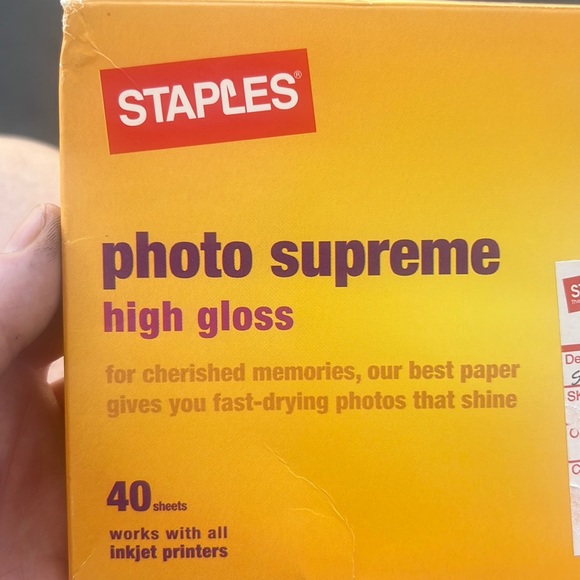 STAPLES®
photo supreme
high gloss
for cherished memories, our best paper
gives you fast-drying photos that shine
40 sheets
works with all
inkjet printers